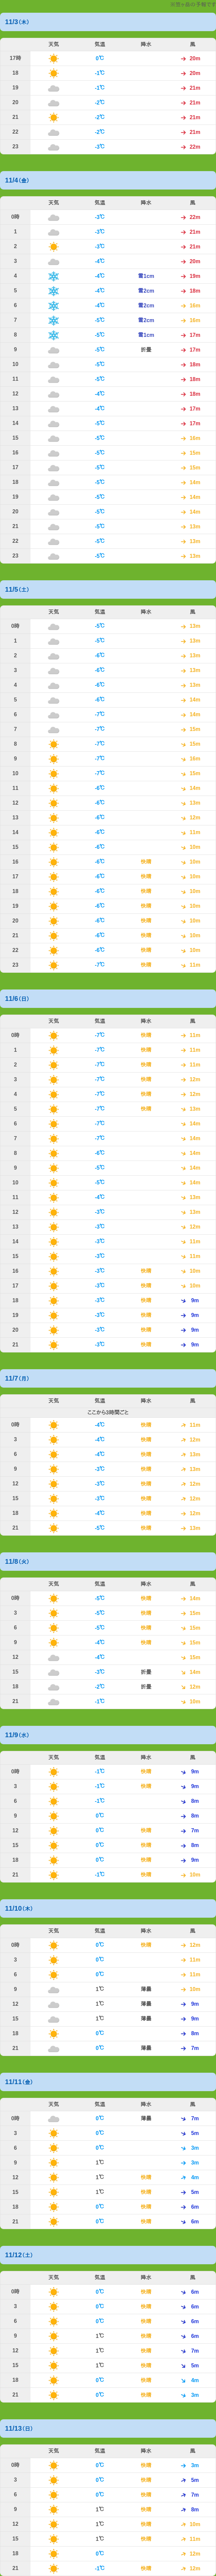 の予報です
11/3(木)
天気 気温 降水 風
17時 0℃ → 20m
18 -1℃ → 20m
19 -1℃ → 21m
20 -2℃ → 21m
21 -2℃ → 21m
22 -2℃ → 21m
23 -3℃ → 22m
11/4(金)
天気 気温 降水 風
0時 -3℃ → 22m
1 -3℃ → 21m
2 -3℃ → 21m
3 -4℃ → 20m
4 -4℃ 雪1cm → 19m
5 -4℃ 雪2cm → 18m
6 -4℃ 雪2cm → 16m
7 -5℃ 雪2cm → 16m
8 -5℃ 雪1cm → 17m
9 -5℃ 折曇 → 17m
10 -5℃ → 18m
11 -5℃ → 18m
12 -4℃ → 18m
13 -4℃ → 17m
14 -5℃ → 17m
15 -5℃ → 16m
16 -5℃ → 15m
17 -5℃ → 15m
18 -5℃ → 14m
19 -5℃ → 14m
20 -5℃ → 14m
21 -5℃ → 13m
22 -5℃ → 13m
23 -5℃ → 13m
11/5(土)
天気 気温 降水 風
0時 -5℃ 13m
1 -5℃ 13m
2 -6℃ 13m
3 -6℃ 13m
4 -6℃ 13m
5 -6℃ 14m
6 -7℃ 14m
7 -7℃ 15m
8 -7℃ 15m
9 -7℃ 16m
10 -7℃ 15m
11 -6℃ 14m
12 -6℃ 13m
13 -6℃ 12m
14 -6℃ 11m
15 -6℃ 10m
16 -6℃ 快晴 10m
17 -6℃ 快晴 10m
18 -6℃ 快晴 10m
19 -6℃ 快晴 10m
20 -6℃ 快晴 10m
21 -6℃ 快晴 10m
22 -6℃ 快晴 10m
23 -7℃ 快晴 11m
11/6(日)
天気 気温 降水 風
0時 -7℃ 快晴 11m
1 -7℃ 快晴 11m
2 -7℃ 快晴 11m
3 -7℃ 快晴 12m
4 -7℃ 快晴 12m
5 -7℃ 快晴 13m
6 -7℃ 14m
7 -7℃ 14m
8 -6℃ 14m
9 -5℃ 14m
10 -5℃ 14m
11 -4℃ 13m
12 -3℃ 13m
13 -3℃ 12m
14 -3℃ 11m
15 -3℃ 11m
16 -3℃ 快晴 10m
17 -3℃ 快晴 10m
18 -3℃ 快晴 9m
19 -3℃ 快晴 9m
20 -3℃ 快晴 9m
21 -3℃ 快晴 9m
11/7(月)
天気 気温 降水 風
ここから3時間ごと
0時 -4℃ 快晴 11m
3 -4℃ 快晴 12m
6 -4℃ 快晴 13m
9 -3℃ 快晴 13m
12 -3℃ 快晴 12m
15 -3℃ 快晴 12m
18 -4℃ 快晴 12m
21 -5℃ 快晴 13m
11/8(火)
天気 気温 降水 風
0時 -5℃ 快晴 14m
3 -5℃ 快晴 15m
6 -5℃ 快晴 15m
9 -4℃ 快晴 15m
12 -4℃ 15m
15 -3℃ 折曇 14m
18 -2℃ 折曇 12m
21 -1℃ 10m
11/9(水)
天気 気温 降水 風
0時 -1℃ 快晴 9m
3 -1℃ 快晴 9m
6 -1℃ 8m
9 0℃ 8m
12 0℃ 快晴 7m
15 0℃ 快晴 8m
18 0℃ 快晴 9m
21 -1℃ 快晴 10m
11/10(木)
天気 気温 降水 風
0時 0℃ 快晴 12m
3 0℃ 11m
6 0℃ 11m
9 1℃ 薄曇 10m
12 1℃ 薄曇 9m
15 1℃ 薄曇 9m
18 0℃ 8m
21 0℃ 薄曇 7m
11/11(金)
天気 気温 降水 風
0時 0℃ 薄曇 7m
3 0℃ 5m
6 0℃ 3m
9 1℃ 3m
12 1℃ 快晴 4m
15 1℃ 快晴 5m
18 0℃ 快晴 6m
21 0℃ 快晴 6m
11/12(土)
天気 気温 降水 風
0時 0℃ 快晴 6m
3 0℃ 快晴 6m
6 0℃ 快晴 6m
9 1℃ 快晴 6m
12 1℃ 快晴 7m
15 1℃ 快晴 5m
18 0℃ 快晴 4m
21 0℃ 快晴 3m
11/13(日)
天気 気温 降水 風
0時 0℃ 快晴 3m
3 0℃ 快晴 5m
6 0℃ 快晴 7m
9 1℃ 快晴 8m
12 1℃ 快晴 10m
15 1℃ 快晴 11m
18 0℃ 快晴 12m
21 -1℃ 快晴 12m